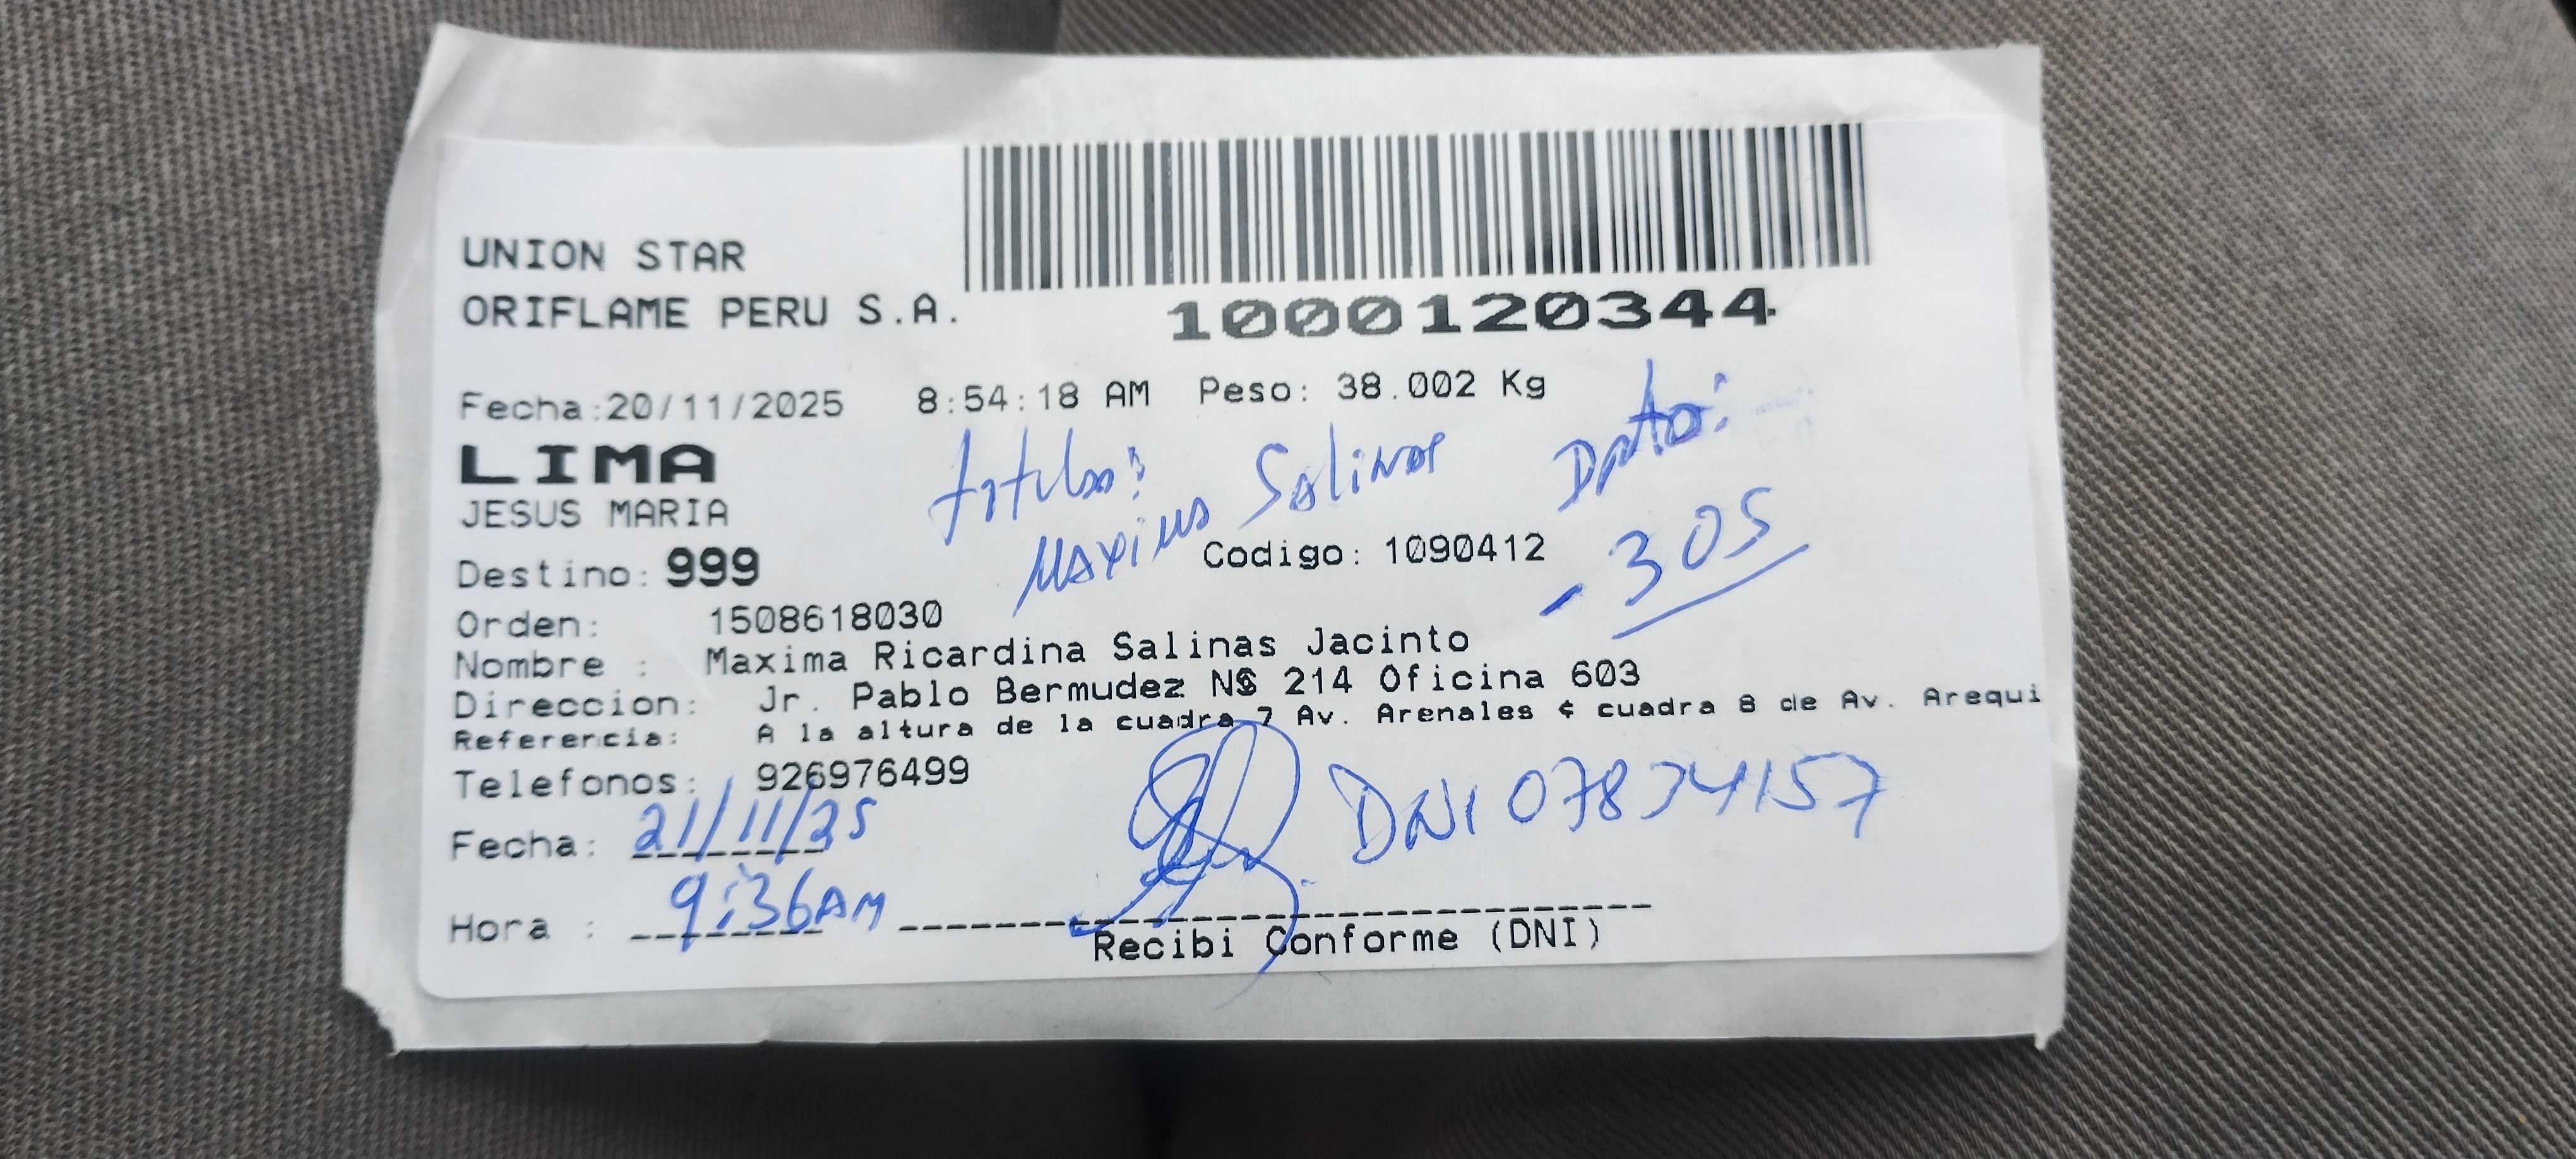 UNION STAR
ORIFLAME PERU S.A.
1000120344
Fecha:20/11/2025 8:54:18 AM Peso: 38.002 Kg
LIMA
JESUS MARIA
Salinas Dpto:
305
Destino: 999 Codigo: 1090412
Orden: 1508618030
Nombre : Maxima Ricardina Salinas Jacinto
Direccion: Jr. Pablo Bermudez N 214 Oficina 603
Referencia: A la altura de la cuadra 7 Av. Arenales ¢ cuadra 8 de Av. Arequi
Telefonos: 926976499
Fecha: 21/11/25
DNI 07834157
Hora : 9:36AM
Recibi Conforme (DNI)